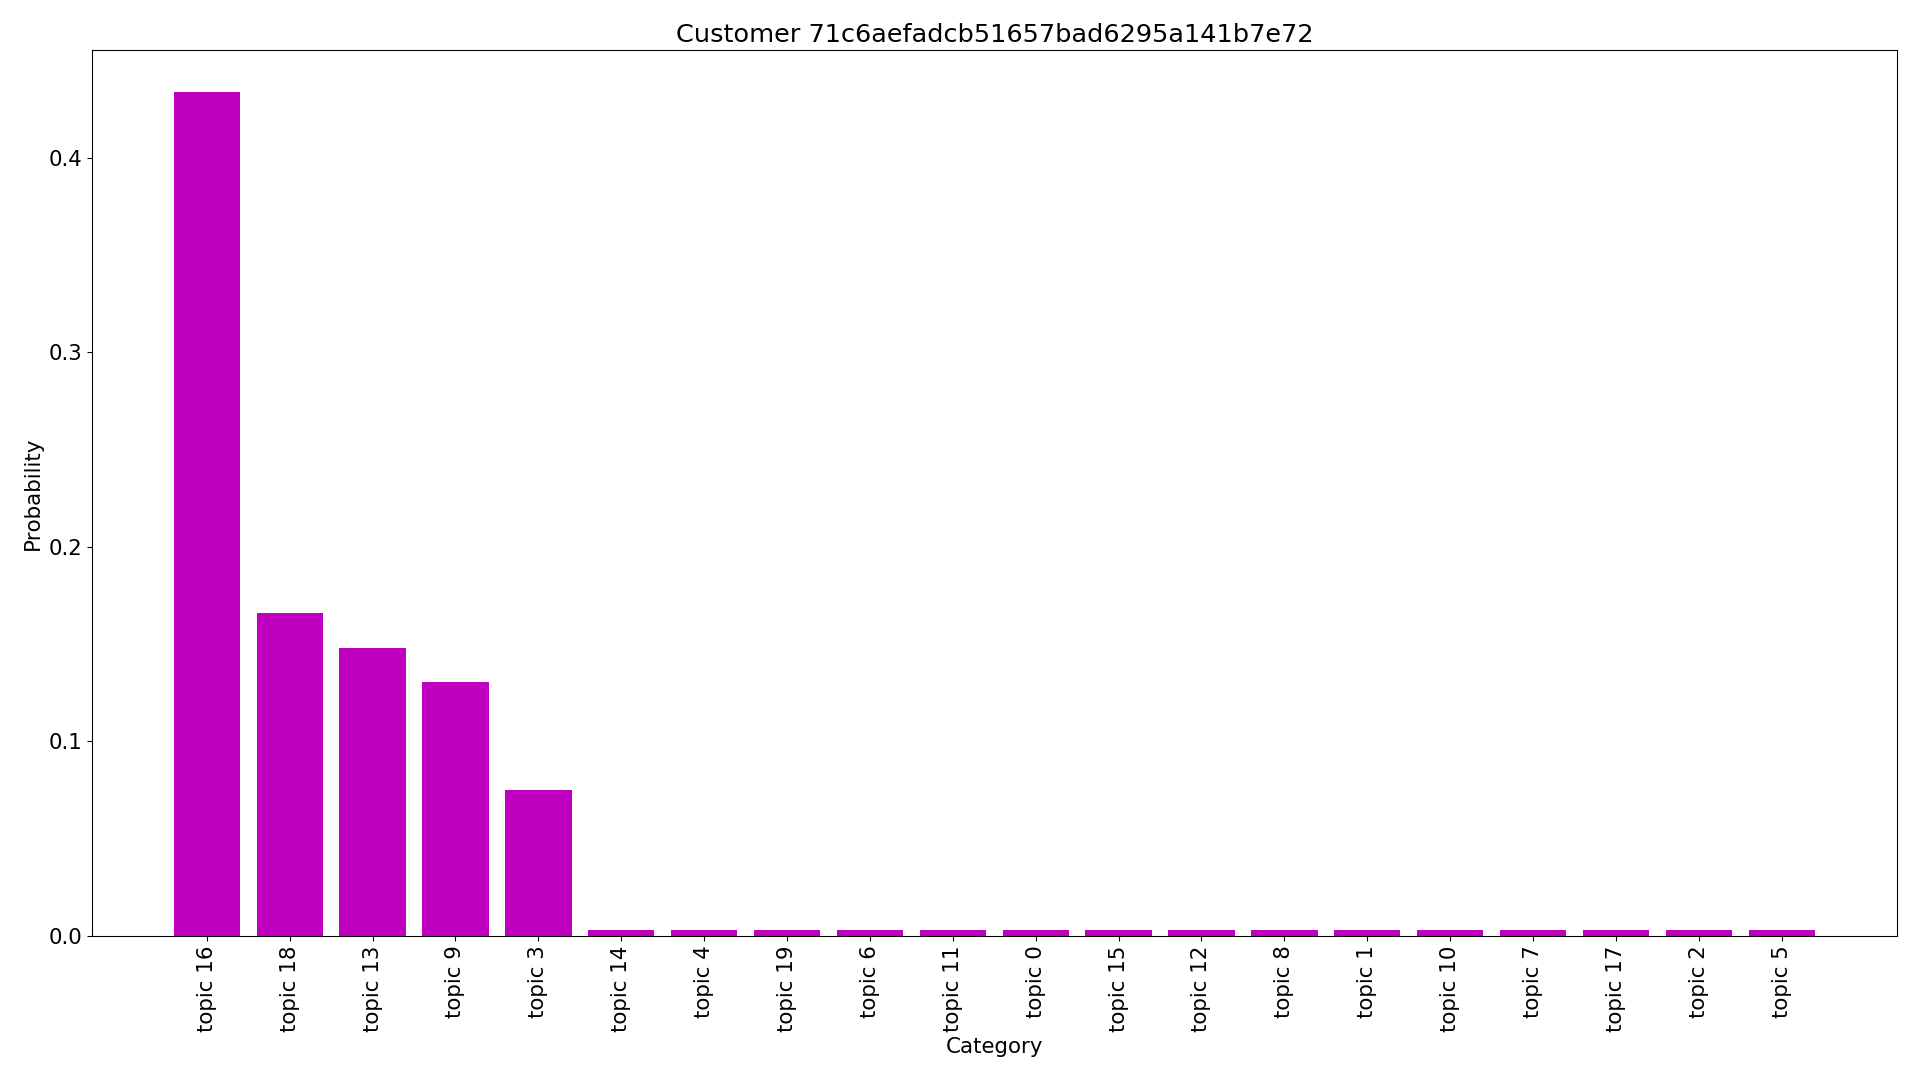 Customer 71c6aefadcb51657bad6295a141b7e72
Probability
0.4
0.3
0.2
0.1
0.0
topic 16
topic 18
topic 13
topic 9
topic 3
topic 14
topic 4
topic 19
topic 6
topic 11
topic 0
topic 15
topic 12
topic 8
topic 1
topic 10
topic 7
topic 17
topic 2
topic 5
Category